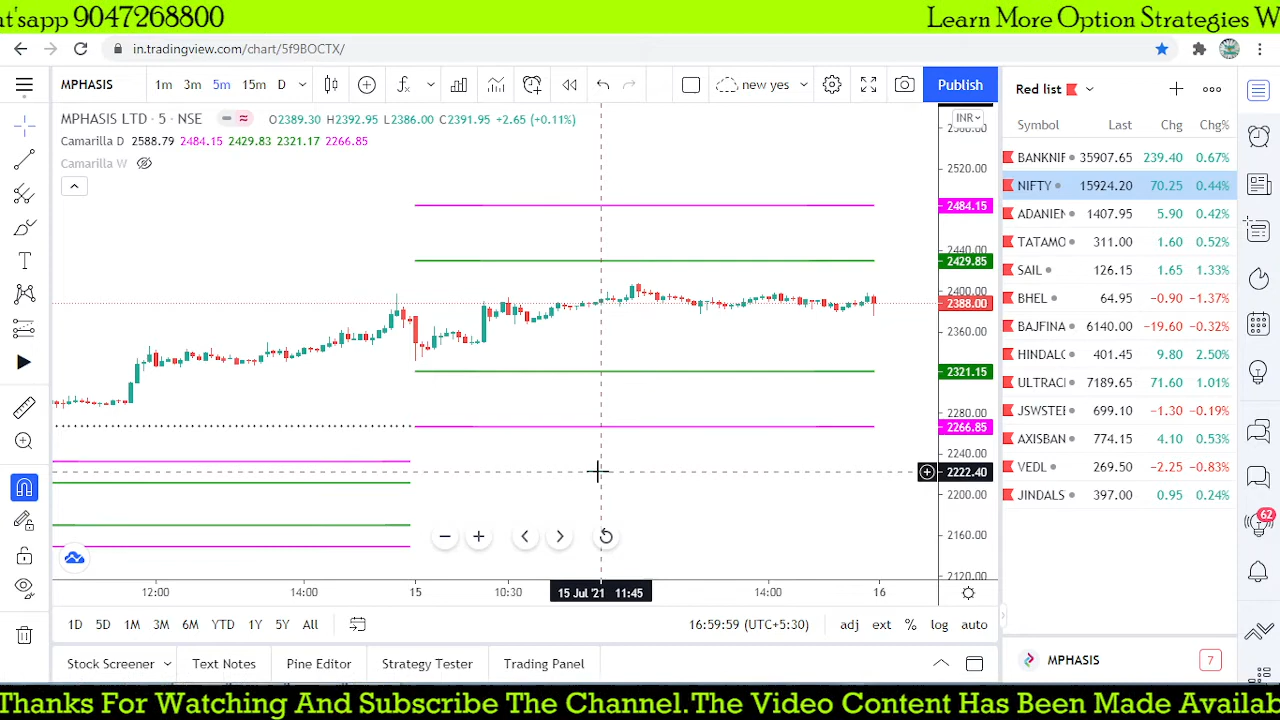 at'sapp 9047268800
Learn More Option Strategies W
in.tradingview.com/chart/5f9BOCTX/
MPHASIS 1m 3m 5m 15m D new yes Publish
MPHASIS LTD · 5 · NSE O2389.30 H2392.95 L2386.00 C2391.95 +2.65 (+0.11%)
Camarilla D 2588.79 2484.15 2429.83 2321.17 2266.85
Camarilla W
INR
2560.00
2520.00
2484.15
2440.00
2429.85
2400.00
2388.00
2360.00
2321.15
2280.00
2266.85
2240.00
2222.40
2200.00
2160.00
2120.00
12:00 14:00 15 10:30 15 Jul '21 11:45 14:00 16
1D 5D 1M 3M 6M YTD 1Y 5Y All 16:59:59 (UTC+5:30) adj ext % log auto
Stock Screener Text Notes Pine Editor Strategy Tester Trading Panel
Red list
Symbol Last Chg Chg%
BANKNIF 35907.65 239.40 0.67%
NIFTY 15924.20 70.25 0.44%
ADANIEN 1407.95 5.90 0.42%
TATAMO 311.00 1.60 0.52%
SAIL 126.15 1.65 1.33%
BHEL 64.95 −0.90 −1.37%
BAJFINA 6140.00 −19.60 −0.32%
HINDALC 401.45 9.80 2.50%
ULTRACI 7189.65 71.60 1.01%
JSWSTEE 699.10 −1.30 −0.19%
AXISBAN 774.15 4.10 0.53%
VEDL 269.50 −2.25 −0.83%
JINDALS 397.00 0.95 0.24%
62
MPHASIS 7
Thanks For Watching And Subscribe The Channel.The Video Content Has Been Made Availab